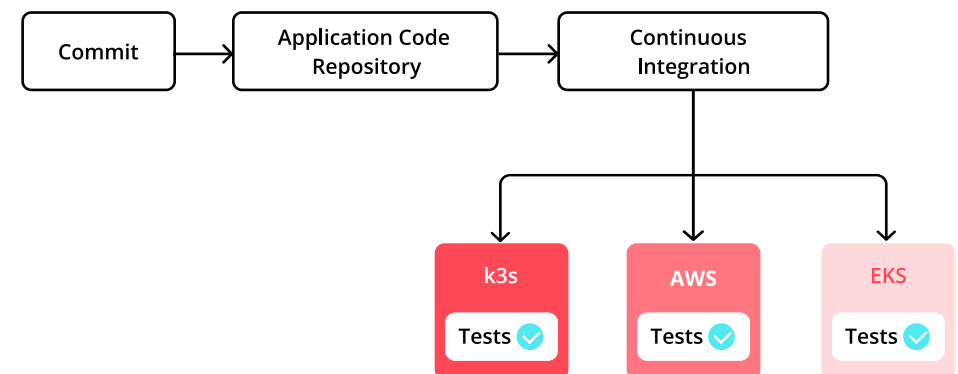 Commit
Application Code
Repository
Continuous
Integration
k3s
AWS
EKS
Tests
Tests
Tests